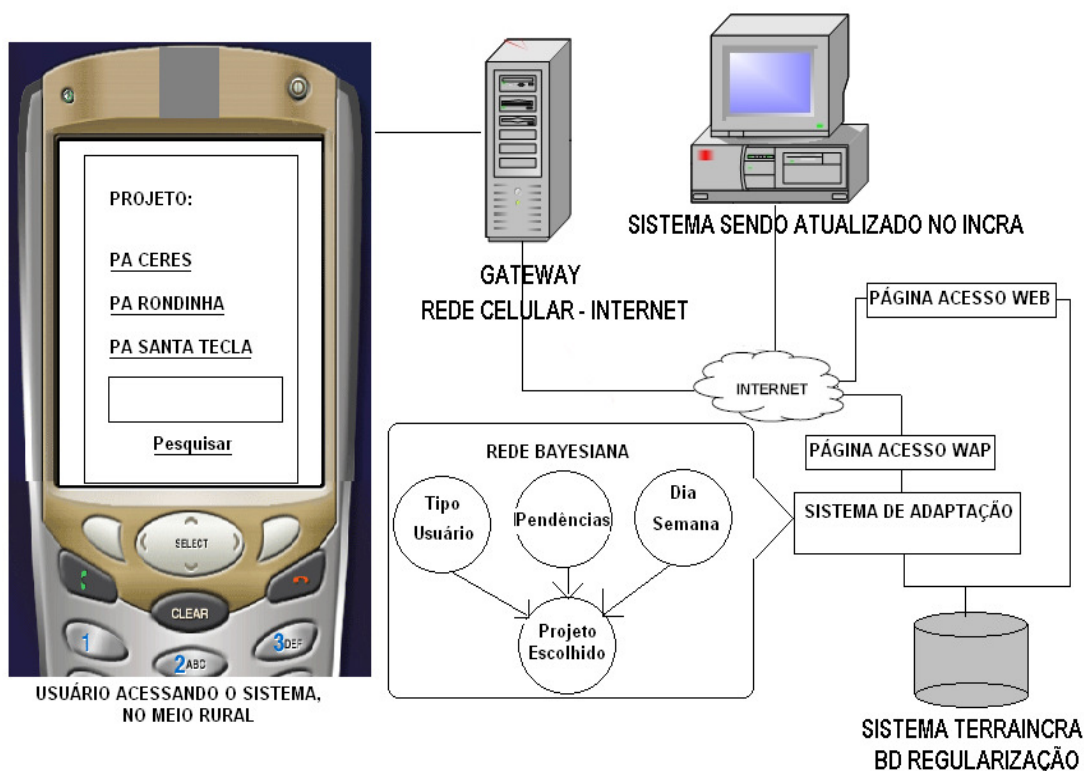 PROJETO:
PA CERES
PA RONDINHA
PA SANTA TECLA
Pesquisar
SELECT
CLEAR
1
2ABC
3DEF
USUÁRIO ACESSANDO O SISTEMA,
NO MEIO RURAL
GATEWAY
REDE CELULAR - INTERNET
SISTEMA SENDO ATUALIZADO NO INCRA
PÁGINA ACESSO WEB
INTERNET
PÁGINA ACESSO WAP
SISTEMA DE ADAPTAÇÃO
REDE BAYESIANA
Tipo
Usuário
Pendências
Dia
Semana
Projeto
Escolhido
SISTEMA TERRAINCRA
BD REGULARIZAÇÃO